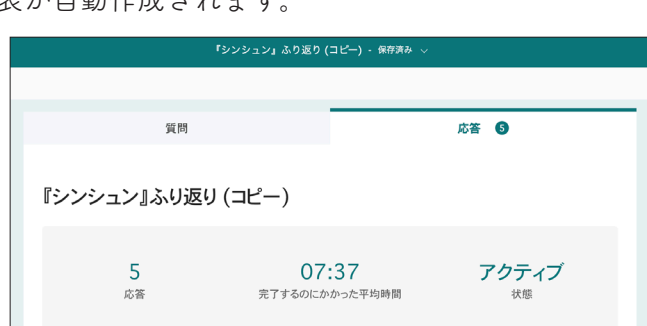 表が自動作成されます。
『シンシュン』ふり返り (コピー) - 保存済み
質問
応答 5
『シンシュン』ふり返り (コピー)
5 07:37 アクティブ
応答 完了するのにかかった平均時間 状態